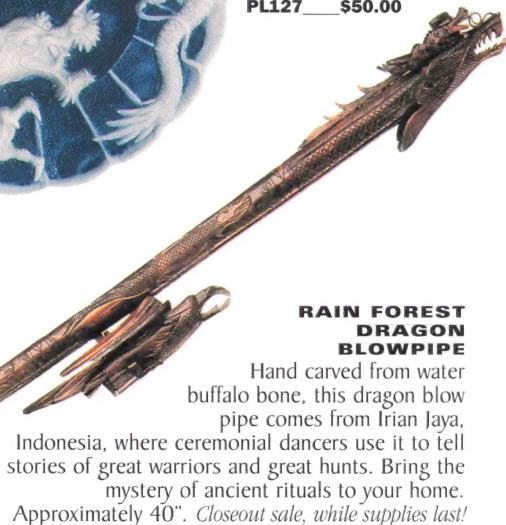 PL127____$50.00
RAIN FOREST
DRAGON
BLOWPIPE
Hand carved from water
buffalo bone, this dragon blow
pipe comes from Irian Jaya,
Indonesia, where ceremonial dancers use it to tell
stories of great warriors and great hunts. Bring the
mystery of ancient rituals to your home.
Approximately 40". Closeout sale, while supplies last!